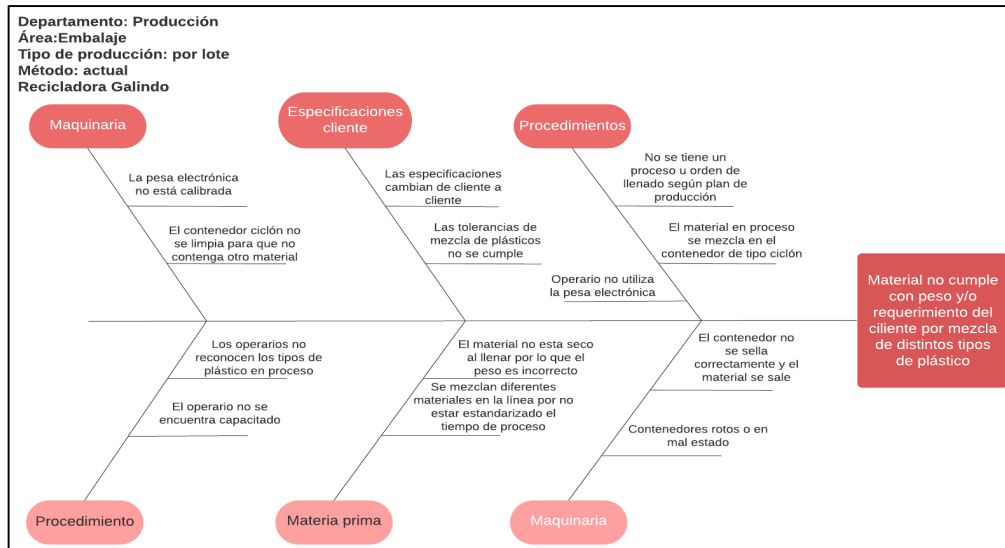 Departamento: Producción
Área:Embalaje
Tipo de producción: por lote
Método: actual
Recicladora Galindo
Maquinaria
Especificaciones
cliente
Procedimientos
La pesa electrónica
no está calibrada
El contenedor ciclón no
se limpia para que no
contenga otro material
Las especificaciones
cambian de cliente a
cliente
Las tolerancias de
mezcla de plásticos
no se cumple
No se tiene un
proceso u orden de
llenado según plan de
producción
El material en proceso
se mezcla en el
contenedor de tipo ciclón
Operario no utiliza
la pesa electrónica
Material no cumple
con peso y/o
requerimiento del
ciliente por mezcla
de distintos tipos
de plástico
Los operarios no
reconocen los tipos de
plástico en proceso
El operario no se
encuentra capacitado
El material no esta seco
al llenar por lo que el
peso es incorrecto
Se mezclan diferentes
materiales en la línea por no
estar estandarizado el
tiempo de proceso
El contenedor no
se sella
correctamente y el
material se sale
Contenedores rotos o en
mal estado
Procedimiento
Materia prima
Maquinaria